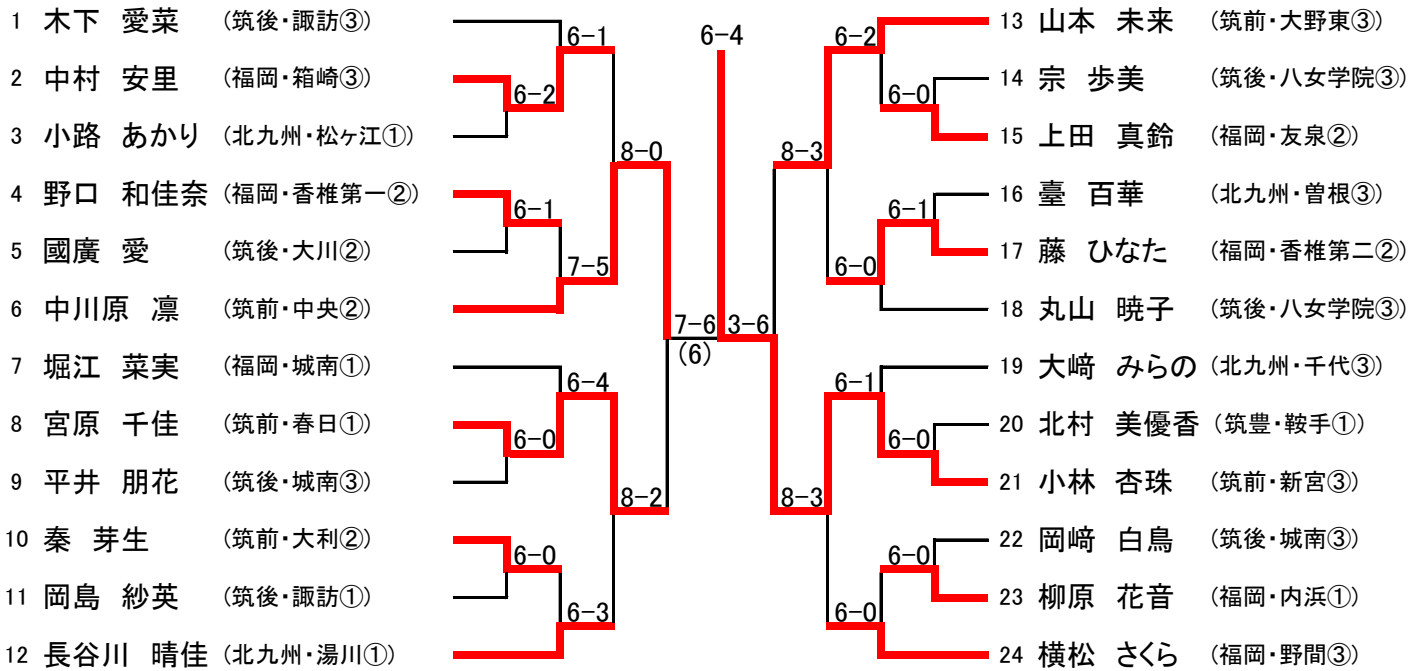 1 木下 愛菜 (筑後・諏訪③)
2 中村 安里 (福岡・箱崎③)
3 小路 あかり (北九州・松ヶ江①)
4 野口 和佳奈 (福岡・香椎第一②)
5 國廣 愛 (筑後・大川②)
6 中川原 凛 (筑前・中央②)
7 堀江 菜実 (福岡・城南①)
8 宮原 千佳 (筑前・春日①)
9 平井 朋花 (筑後・城南③)
10 秦 芽生 (筑前・大利②)
11 岡島 紗英 (筑後・諏訪①)
12 長谷川 晴佳 (北九州・湯川①)
6-1
6-2
6-1
7-5
6-4
6-0
6-0
6-3
8-0
8-2
7-6
(6)
6-4
3-6
8-3
8-3
6-2
6-0
6-1
6-0
6-1
6-0
6-0
6-0
13 山本 未来 (筑前・大野東③)
14 宗 歩美 (筑後・八女学院③)
15 上田 真鈴 (福岡・友泉②)
16 臺 百華 (北九州・曽根③)
17 藤 ひなた (福岡・香椎第二②)
18 丸山 暁子 (筑後・八女学院③)
19 大﨑 みらの (北九州・千代③)
20 北村 美優香 (筑豊・鞍手①)
21 小林 杏珠 (筑前・新宮③)
22 岡﨑 白鳥 (筑後・城南③)
23 柳原 花音 (福岡・内浜①)
24 横松 さくら (福岡・野間③)